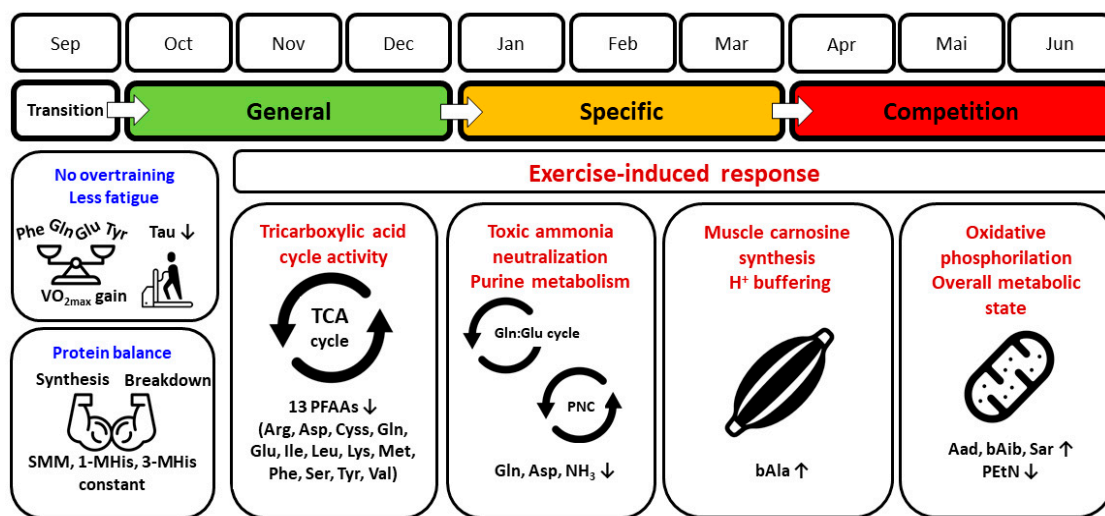 Sep Oct Nov Dec Jan Feb Mar Apr Mai Jun
Transition General Specific Competition
No overtraining
Less fatigue
Phe Gln Glu Tyr
Tau ↓
VO2max gain
Protein balance
Synthesis Breakdown
SMM, 1-MHis, 3-MHis
constant
Exercise-induced response
Tricarboxylic acid
cycle activity
TCA
cycle
13 PFAAs ↓
(Arg, Asp, Cyss, Gln,
Glu, Ile, Leu, Lys, Met,
Phe, Ser, Tyr, Val)
Toxic ammonia
neutralization
Purine metabolism
Gln:Glu cycle
PNC
Gln, Asp, NH₃ ↓
Muscle carnosine
synthesis
H⁺ buffering
bAla ↑
Oxidative
phosphorilation
Overall metabolic
state
Aad, bAib, Sar ↑
PEtN ↓